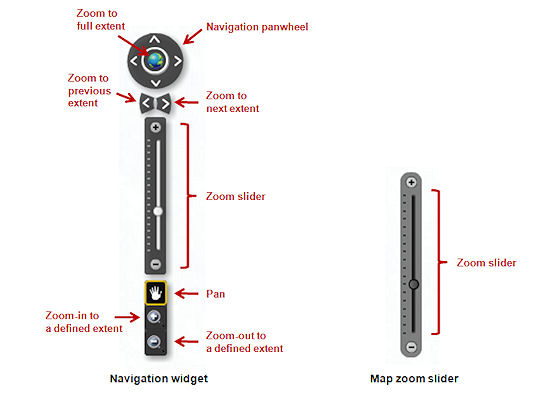 Zoom to
full extent
Navigation panwheel
Zoom to
previous
extent
Zoom to
next extent
Zoom slider
Zoom slider
Pan
Zoom-in to
a defined extent
Zoom-out to
a defined extent
Navigation widget
Map zoom slider